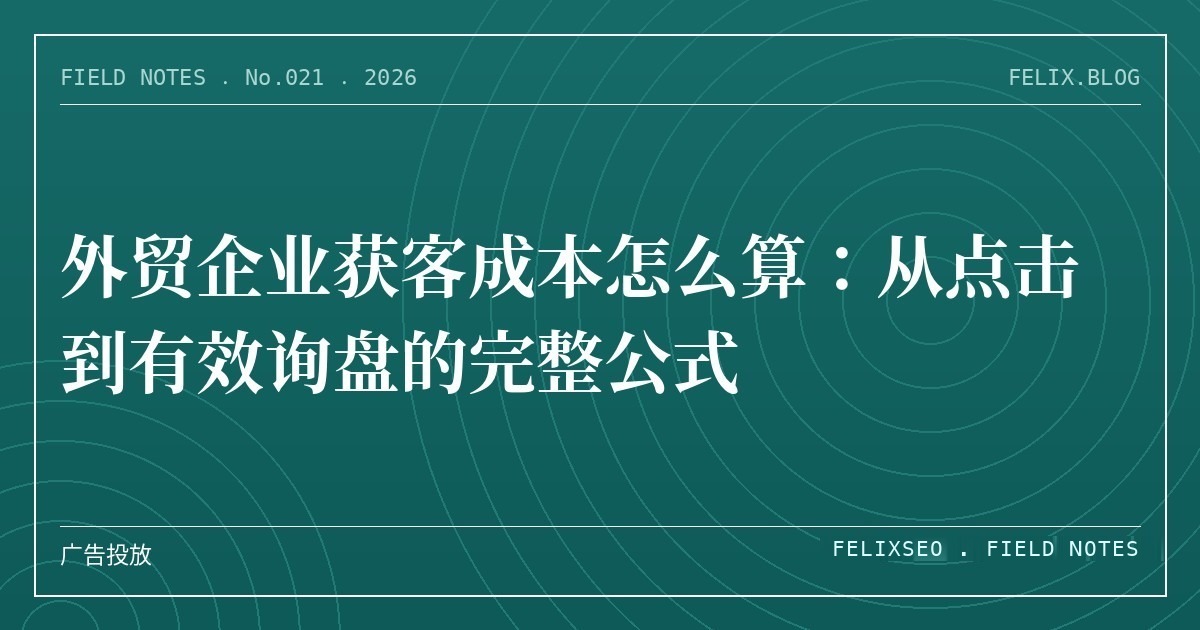 FIELD NOTES . No.021 . 2026
FELIX.BLOG
外贸企业获客成本怎么算：从点击
到有效询盘的完整公式
广告投放
FELIXSEO . FIELD NOTES